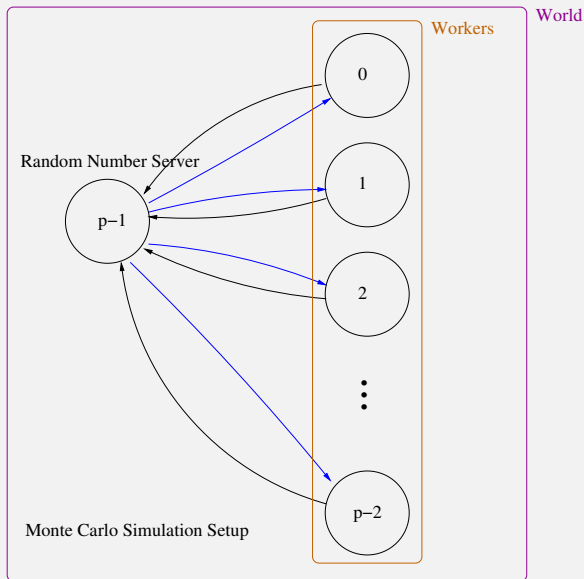 World
Workers
0
Random Number Server
1
p−1
2
p−2
Monte Carlo Simulation Setup